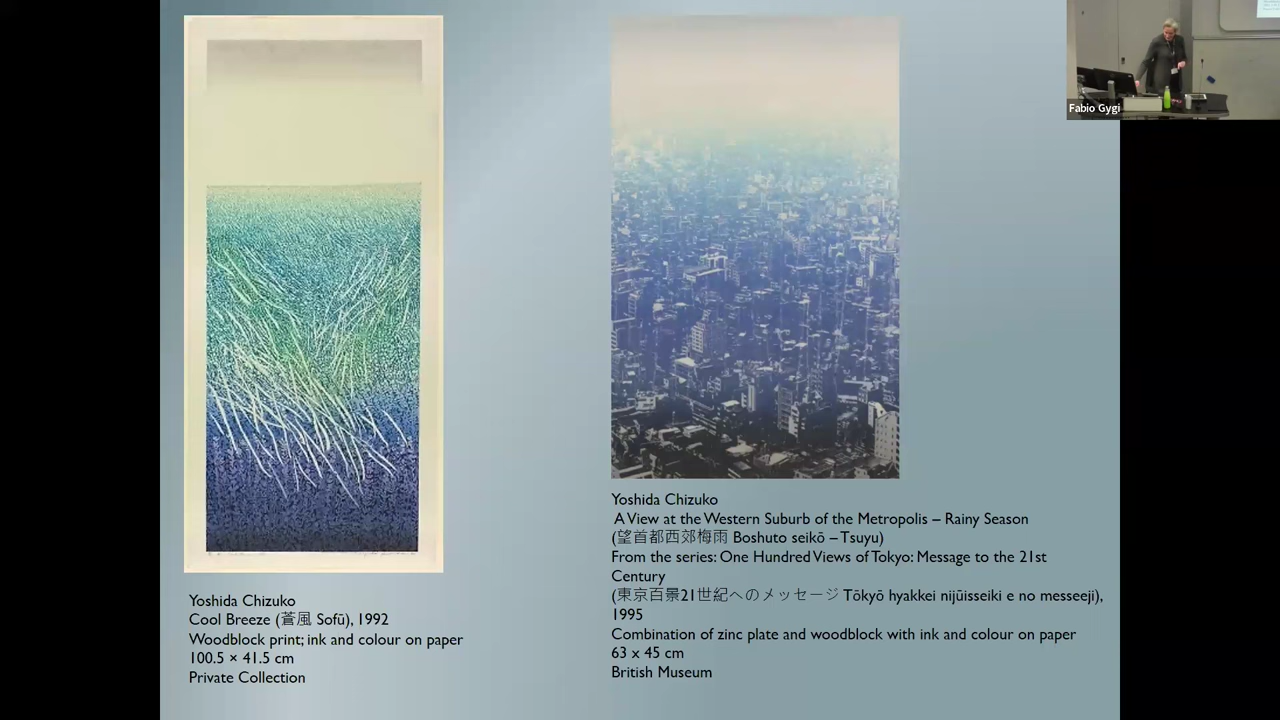 Fabio Gygi
Yoshida Chizuko
Cool Breeze (蒼風 Sofū), 1992
Woodblock print; ink and colour on paper
100.5 × 41.5 cm
Private Collection
Yoshida Chizuko
A View at the Western Suburb of the Metropolis – Rainy Season
(望首都西郊梅雨 Boshuto seikō – Tsuyu)
From the series: One Hundred Views of Tokyo: Message to the 21st
Century
(東京百景21世紀へのメッセージ Tōkyō hyakkei nijūisseiki e no messeeji),
1995
Combination of zinc plate and woodblock with ink and colour on paper
63 x 45 cm
British Museum